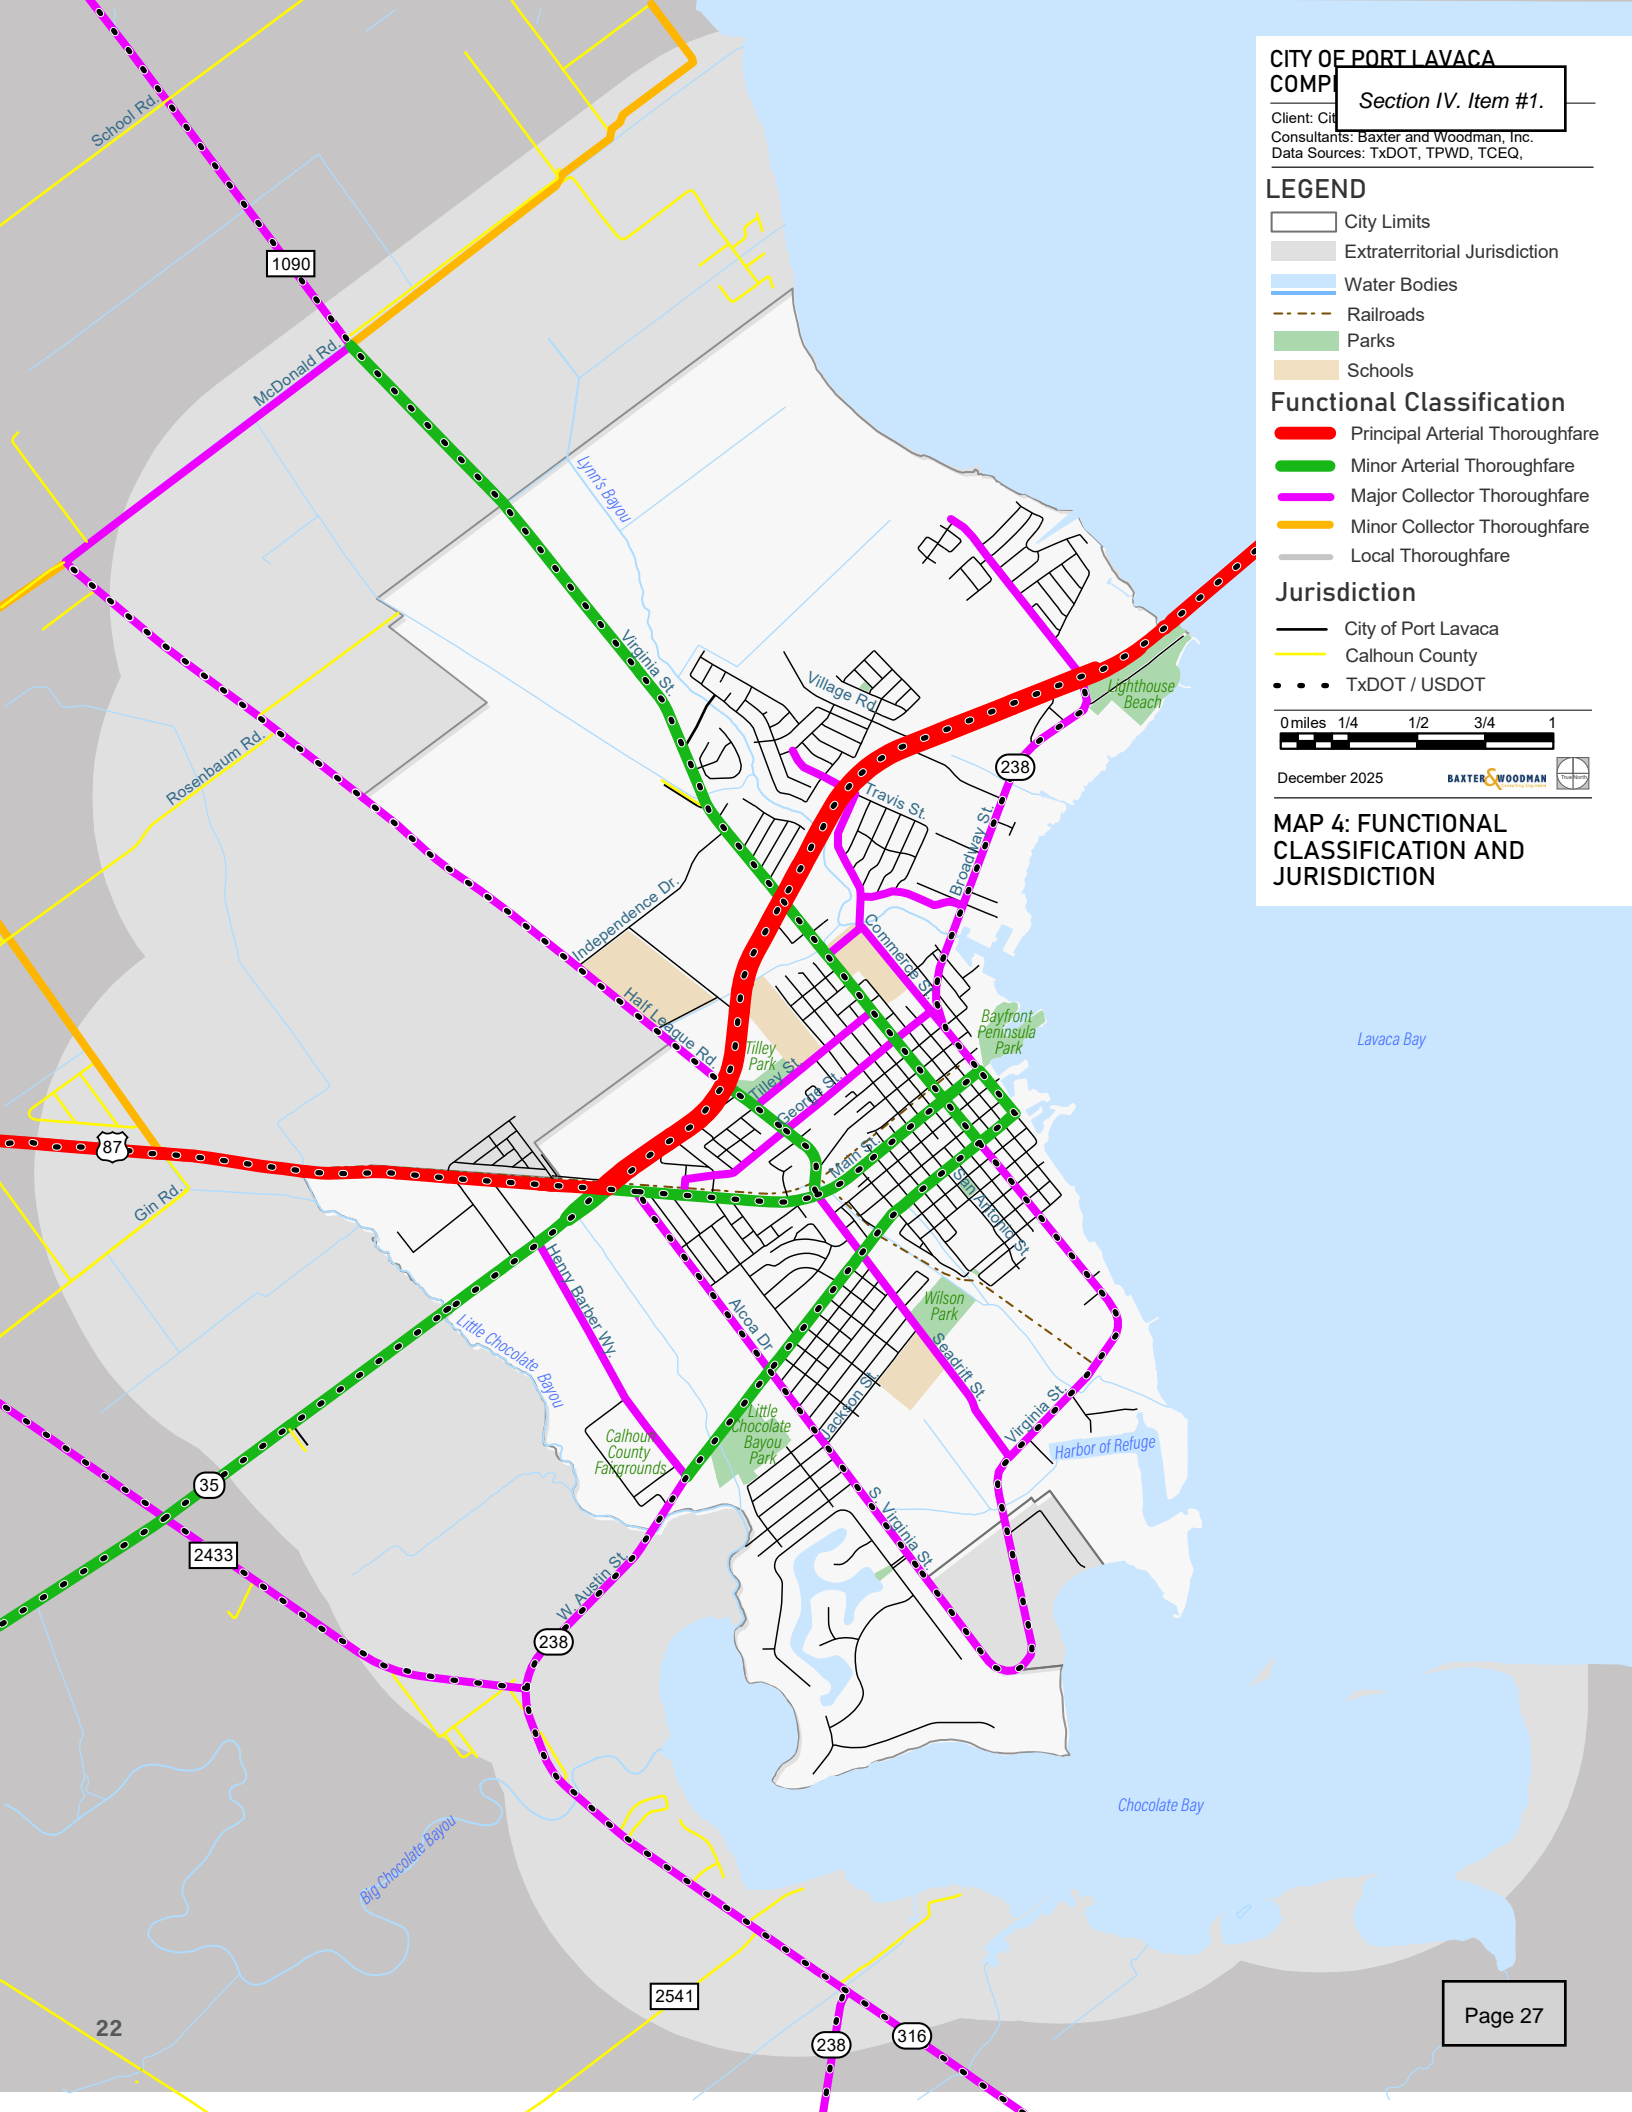 CITY OF PORT LAVACA
COMP
Section IV. Item #1.
Client: Cit
Consultants: Baxter and Woodman, Inc.
Data Sources: TxDOT, TPWD, TCEQ,
LEGEND
City Limits
Extraterritorial Jurisdiction
Water Bodies
Railroads
Parks
Schools
Functional Classification
Principal Arterial Thoroughfare
Minor Arterial Thoroughfare
Major Collector Thoroughfare
Minor Collector Thoroughfare
Local Thoroughfare
Jurisdiction
City of Port Lavaca
Calhoun County
TxDOT / USDOT
0 miles 1/4 1/2 3/4 1
December 2025
BAXTER & WOODMAN
Consulting Engineers
True North
MAP 4: FUNCTIONAL
CLASSIFICATION AND
JURISDICTION
School Rd.
1090
McDonald Rd.
Lynn's Bayou
Virginia St.
Village Rd.
Lighthouse
Beach
238
Rosenbaum Rd.
Travis St.
Broadway St.
Independence Dr.
Commerce St.
Half League Rd.
Bayfront
Peninsula
Park
Lavaca Bay
Tilley
Park
Tilley St.
George St.
87
Main St.
Gin Rd.
San Antonio St.
Henry Barber Wy.
Little Chocolate Bayou
Alcoa Dr
Wilson
Park
Seadrift St.
Jackson St.
Virginia St.
Little
Chocolate
Bayou
Park
Calhoun
County
Fairgrounds
Harbor of Refuge
35
S. Virginia St.
2433
W. Austin St.
238
Chocolate Bay
Big Chocolate Bayou
2541
238
316
22
Page 27